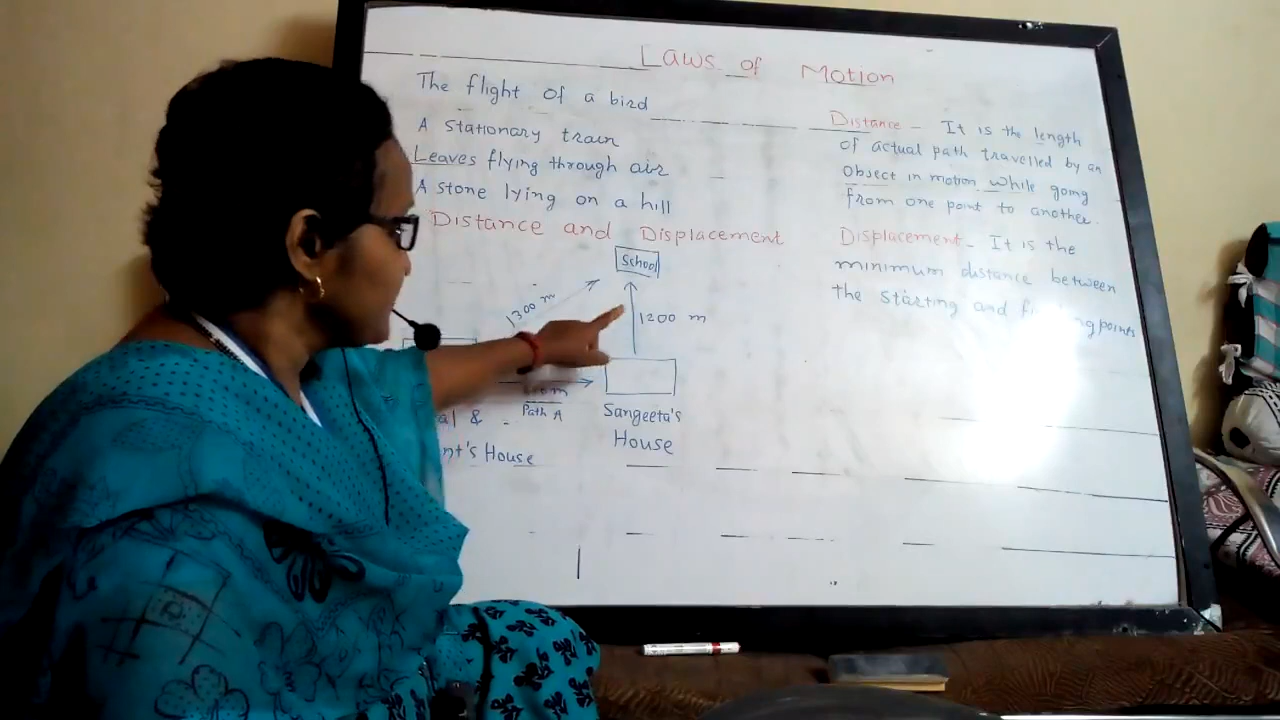 Laws of Motion
The flight of a bird
A stationary train
Leaves flying through air
A stone lying on a hill
Distance and Displacement
School
1300 m
1200 m
Path A
Sangeeta's
House
&
House
Distance - It is the length
of actual path travelled by an
object in motion while going
from one point to another.
Displacement - It is the
minimum distance between
the starting and points